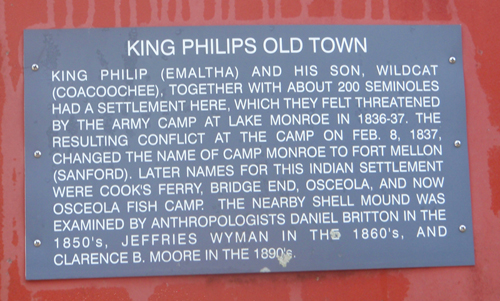 KING PHILIPS OLD TOWN
KING PHILIP (EMALTHA) AND HIS SON, WILDCAT
(COACOOCHEE), TOGETHER WITH ABOUT 200 SEMINOLES
HAD A SETTLEMENT HERE, WHICH THEY FELT THREATENED
BY THE ARMY CAMP AT LAKE MONROE IN 1836-37. THE
RESULTING CONFLICT AT THE CAMP ON FEB. 8, 1837,
CHANGED THE NAME OF CAMP MONROE TO FORT MELLON
(SANFORD). LATER NAMES FOR THIS INDIAN SETTLEMENT
WERE COOK'S FERRY, BRIDGE END, OSCEOLA, AND NOW
OSCEOLA FISH CAMP. THE NEARBY SHELL MOUND WAS
EXAMINED BY ANTHROPOLOGISTS DANIEL BRITTON IN THE
1850's, JEFFRIES WYMAN IN THE 1860's, AND
CLARENCE B. MOORE IN THE 1890's.